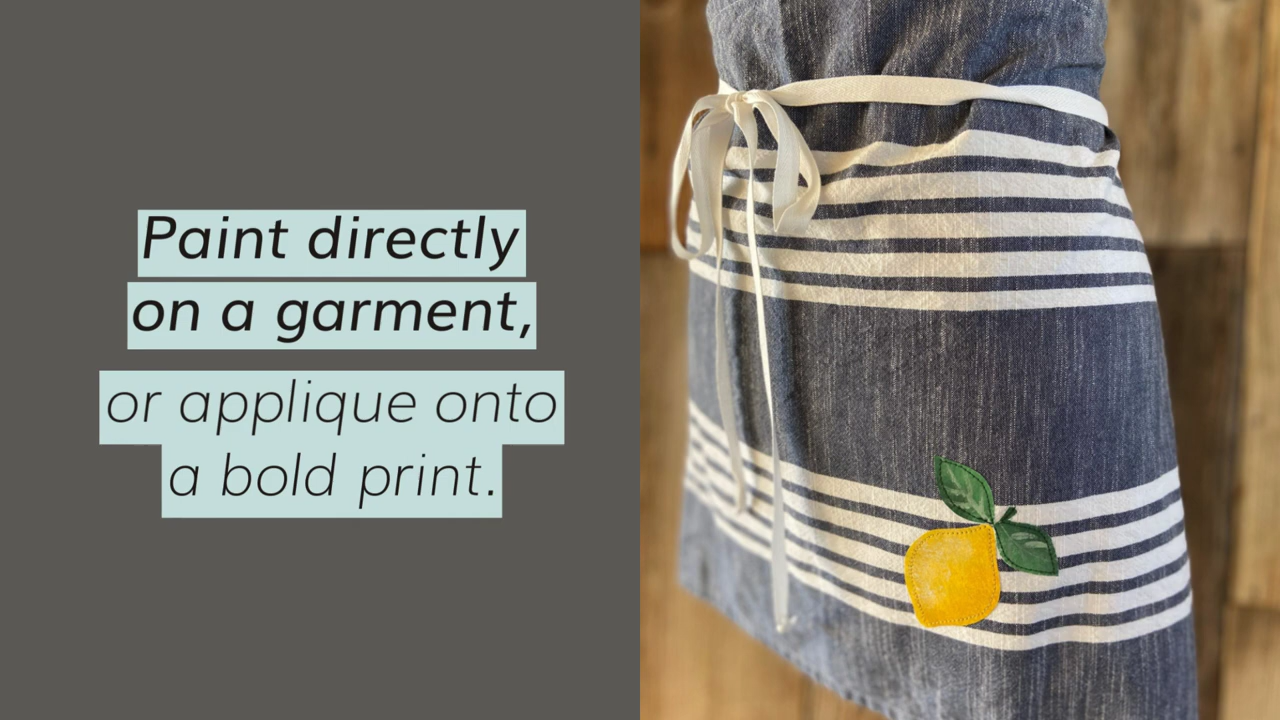 Paint directly
on a garment,
or applique onto
a bold print.